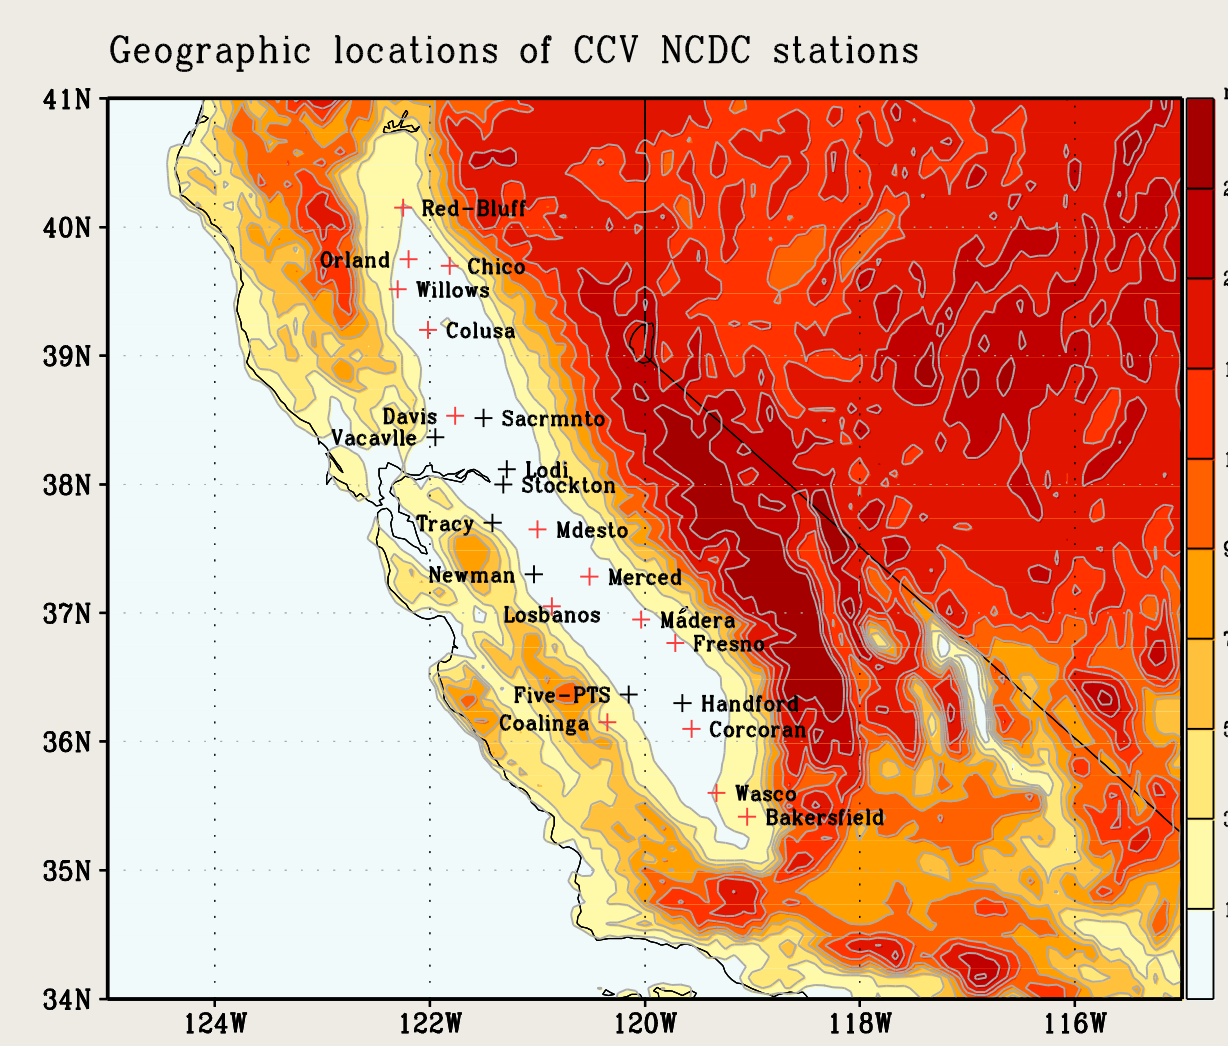 Geographic locations of CCV NCDC stations
41N
Red-Bluff
40N
Orland
Chico
Willows
Colusa
39N
Davis
Sacrmnto
Vacavlle
Lodi
38N
Stockton
Tracy
Mdesto
Newman
Merced
37N
Losbanos
Madera
Fresno
Five-PTS
Handford
Coalinga
Corcoran
36N
Wasco
Bakersfield
35N
34N
124W 122W 120W 118W 116W